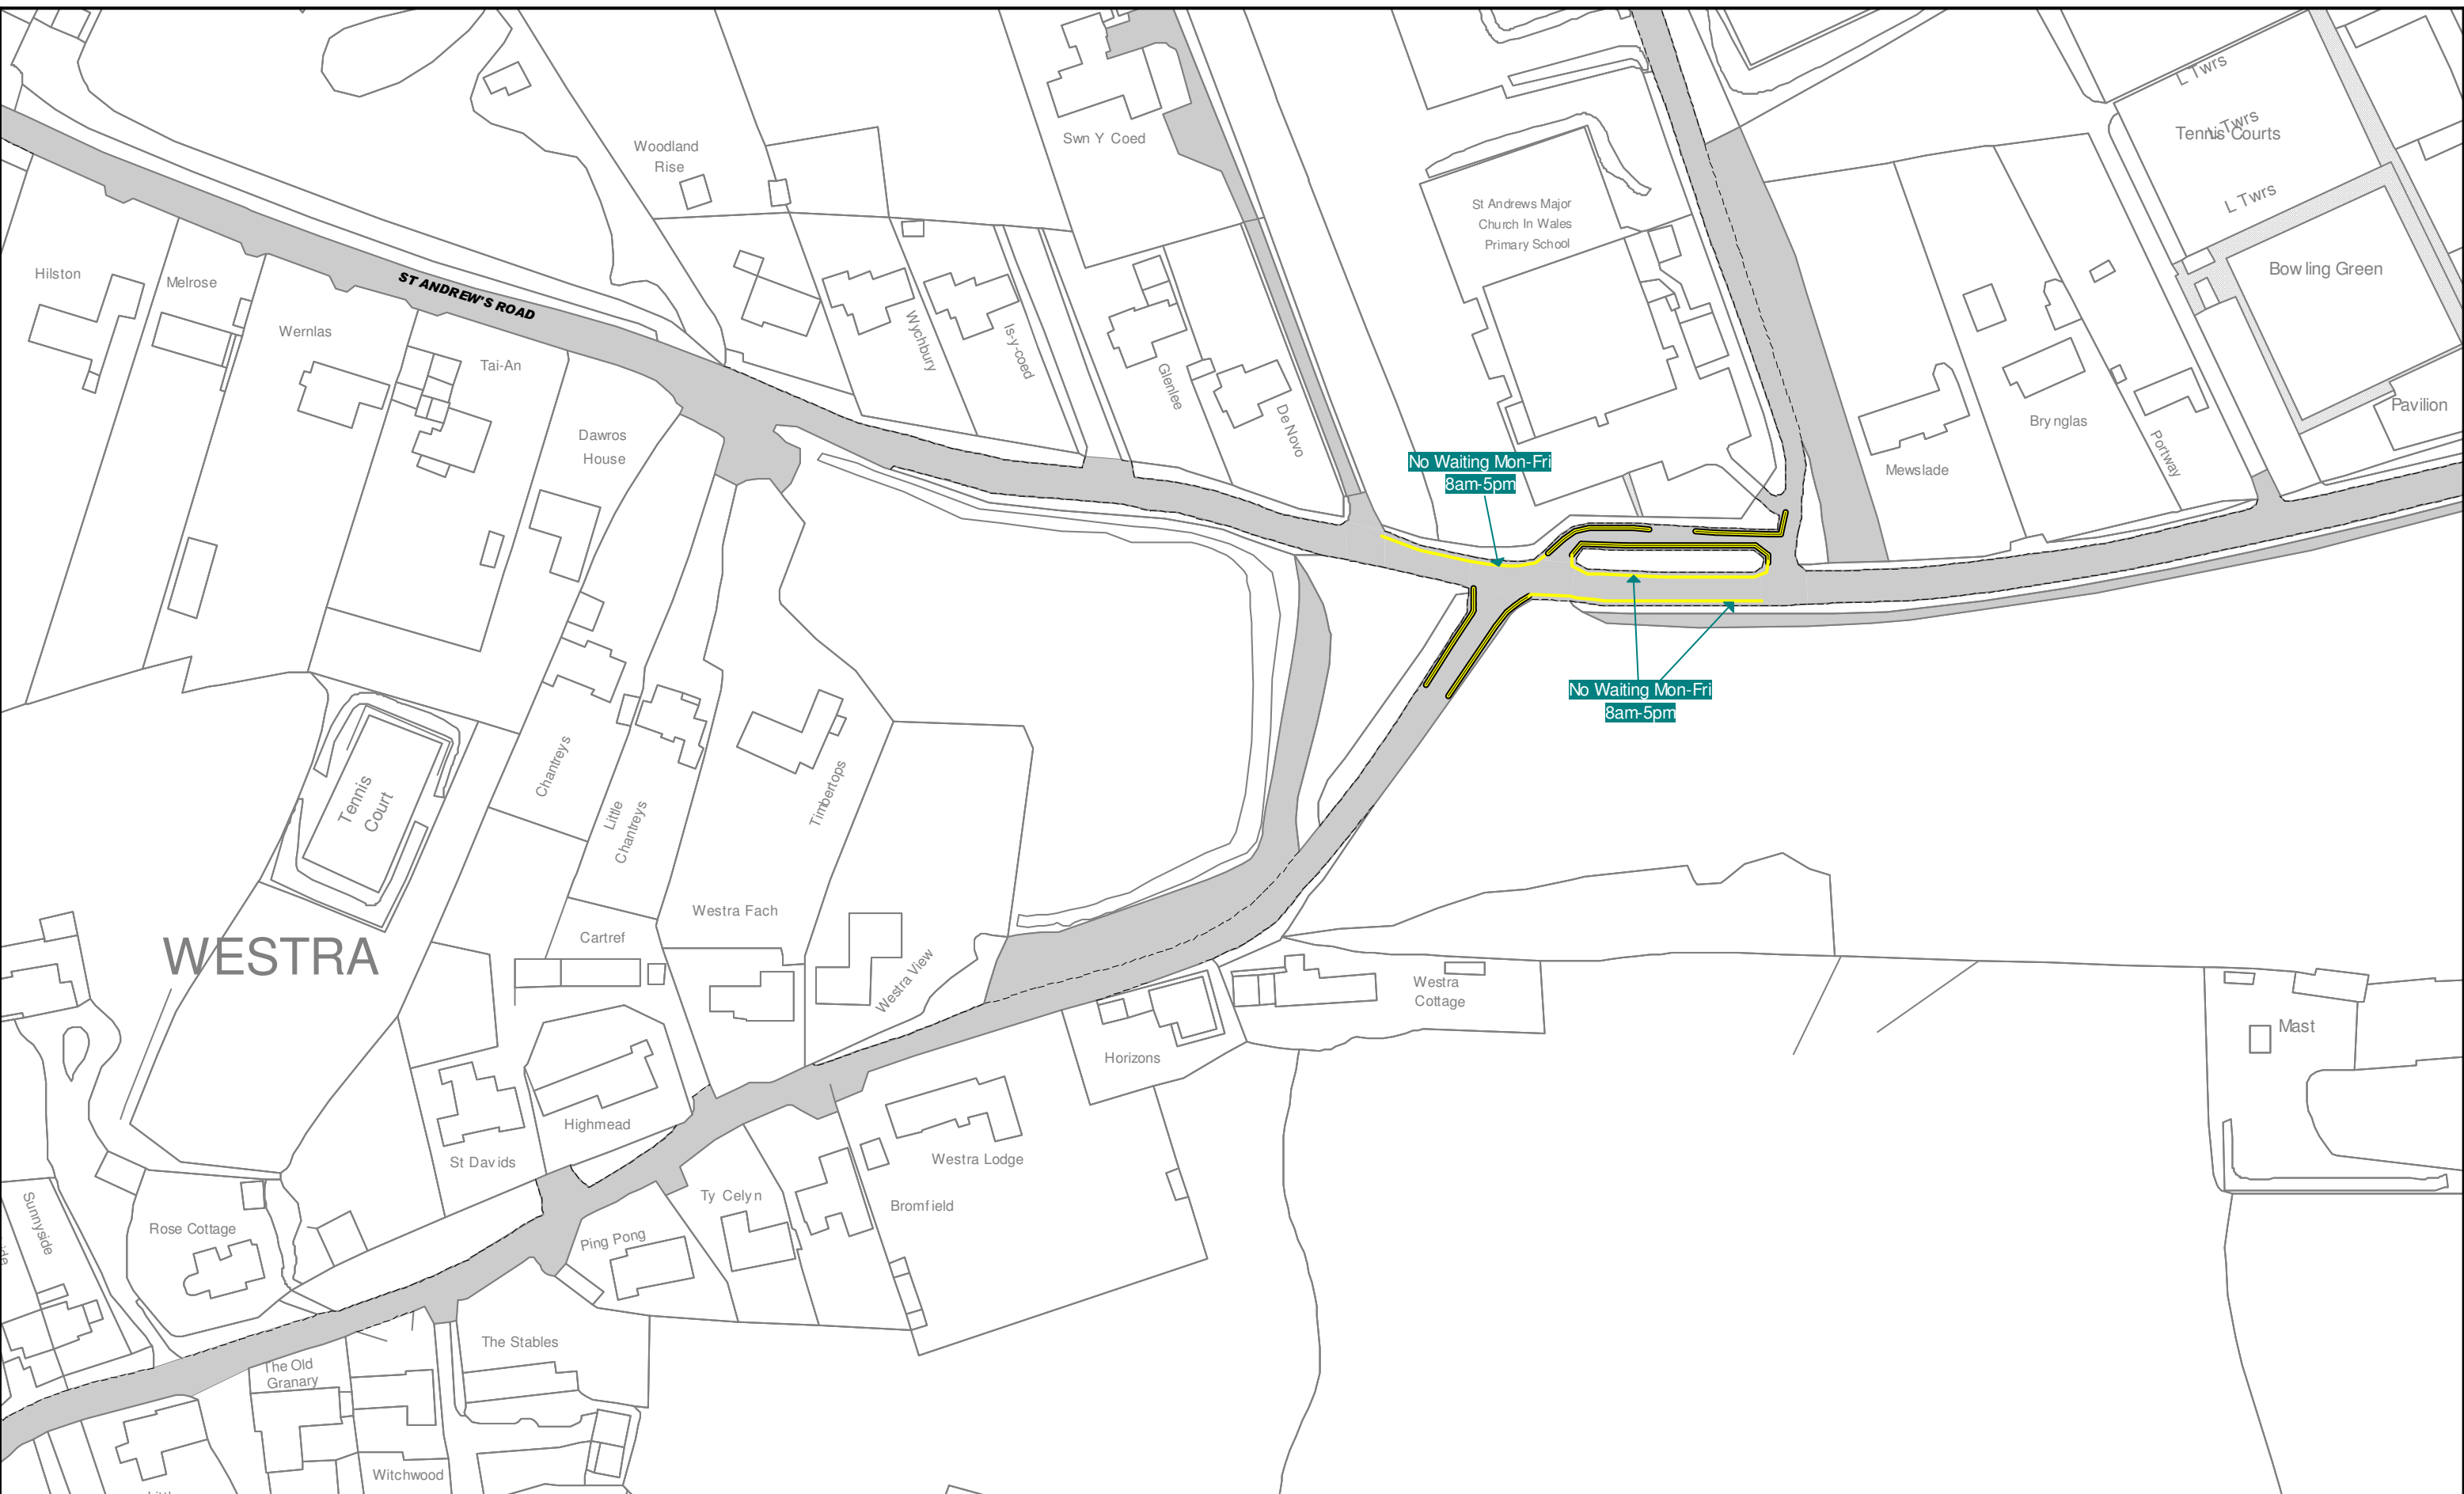 L Twrs
L Twrs
Tennis Courts
L Twrs
Bowling Green
Pavilion
Woodland
Rise
Swn Y Coed
St Andrews Major
Church In Wales
Primary School
Hilston
Melrose
ST ANDREW'S ROAD
Wernlas
Tai-An
Wychbury
Is-y-coed
Glenlee
De Novo
Dawros
House
Brynglas
Portway
Mewslade
No Waiting Mon-Fri
8am-5pm
No Waiting Mon-Fri
8am-5pm
Tennis
Court
Chantreys
Little
Chantreys
Timbertops
Westra Fach
Cartref
WESTRA
Westra View
Westra
Cottage
Mast
Horizons
Highmead
St Davids
Westra Lodge
Ty Celyn
Bromfield
Sunnyside
Rose Cottage
Ping Pong
The Stables
The Old
Granary
Witchwood